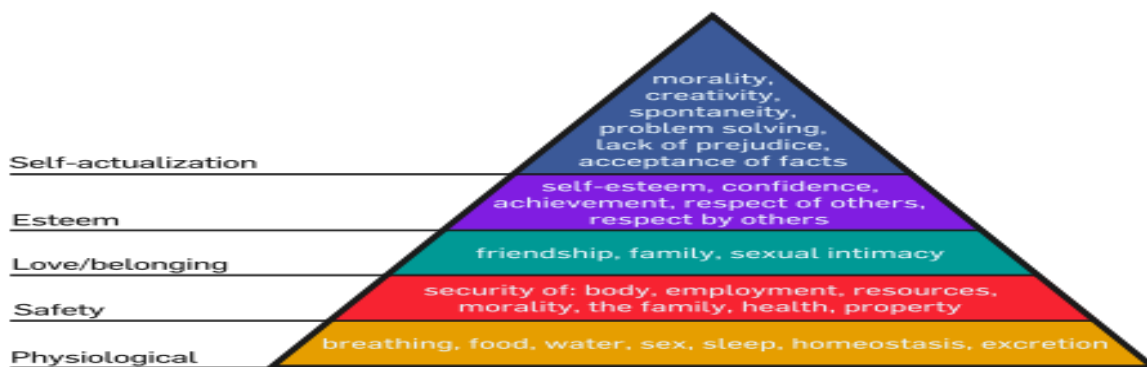 morality,
creativity,
spontaneity,
problem solving,
lack of prejudice,
acceptance of facts
Self-actualization
self-esteem, confidence,
achievement, respect of others,
respect by others
Esteem
friendship, family, sexual intimacy
Love/belonging
security of: body, employment, resources,
morality, the family, health, property
Safety
breathing, food, water, sex, sleep, homeostasis, excretion
Physiological